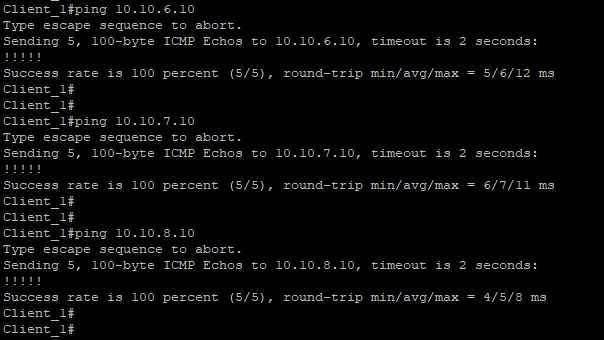 Client_1#ping 10.10.6.10
Type escape sequence to abort.
Sending 5, 100-byte ICMP Echos to 10.10.6.10, timeout is 2 seconds:
!!!!!
Success rate is 100 percent (5/5), round-trip min/avg/max = 5/6/12 ms
Client_1#
Client_1#
Client_1#ping 10.10.7.10
Type escape sequence to abort.
Sending 5, 100-byte ICMP Echos to 10.10.7.10, timeout is 2 seconds:
!!!!!
Success rate is 100 percent (5/5), round-trip min/avg/max = 6/7/11 ms
Client_1#
Client_1#
Client_1#ping 10.10.8.10
Type escape sequence to abort.
Sending 5, 100-byte ICMP Echos to 10.10.8.10, timeout is 2 seconds:
!!!!!
Success rate is 100 percent (5/5), round-trip min/avg/max = 4/5/8 ms
Client_1#
Client_1#